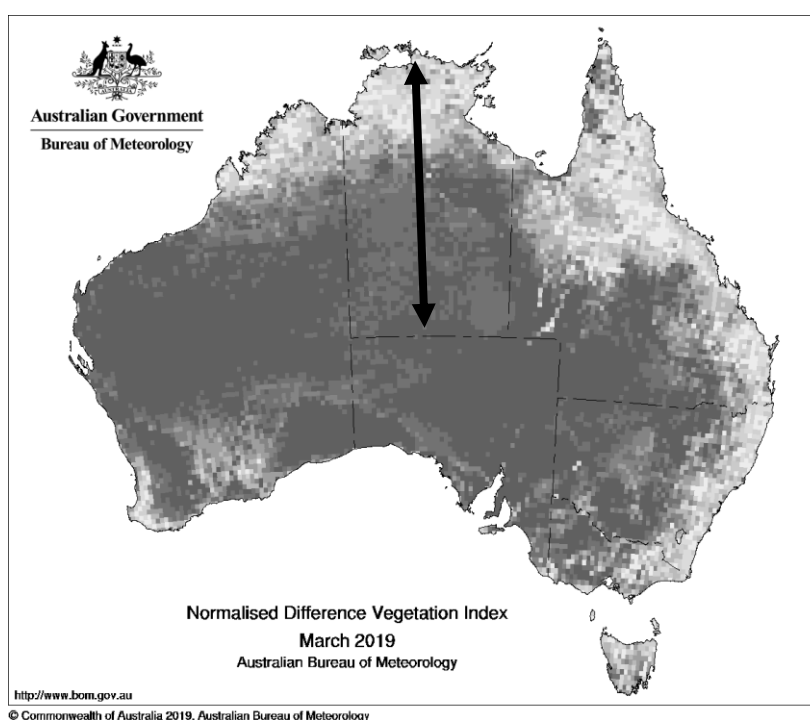 Australian Government
Bureau of Meteorology
Normalised Difference Vegetation Index
March 2019
Australian Bureau of Meteorology
http://www.bom.gov.au
© Commonwealth of Australia 2019, Australian Bureau of Meteorology